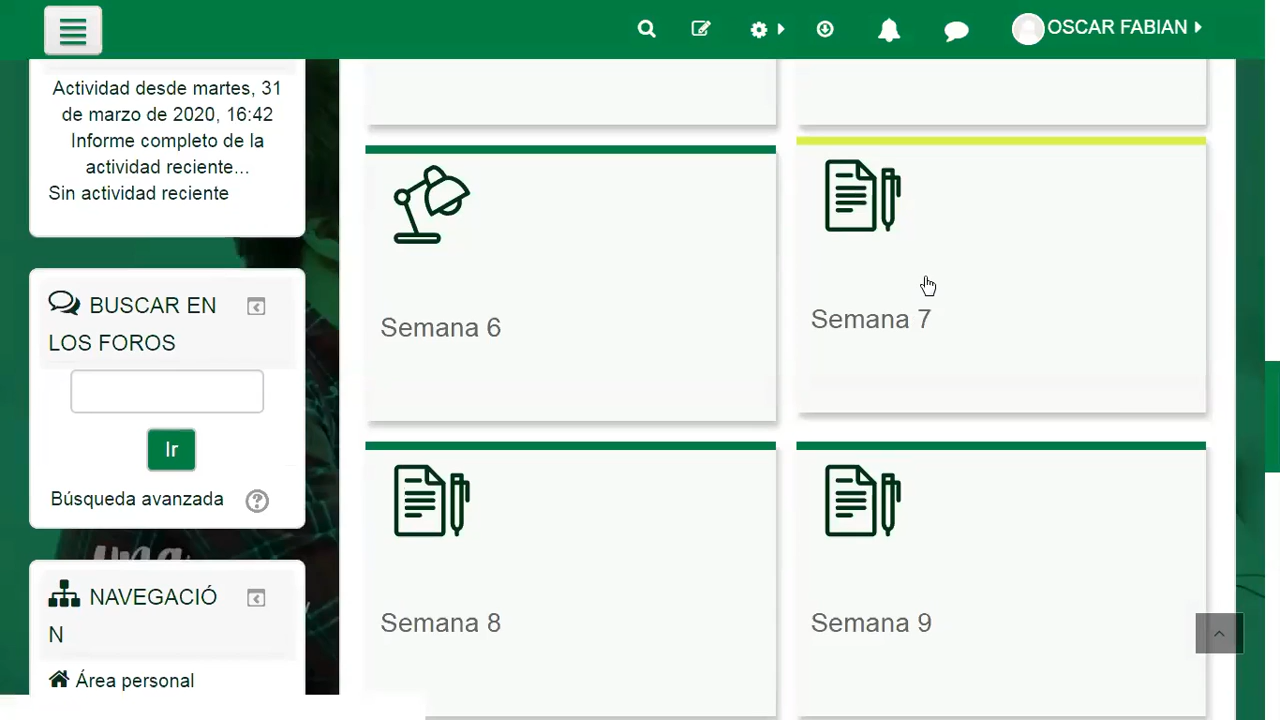 OSCAR FABIAN
Actividad desde martes, 31
de marzo de 2020, 16:42
Informe completo de la
actividad reciente...
Sin actividad reciente
BUSCAR EN
LOS FOROS
Ir
Búsqueda avanzada
una
NAVEGACIÓ
N
Área personal
Semana 6
Semana 7
Semana 8
Semana 9